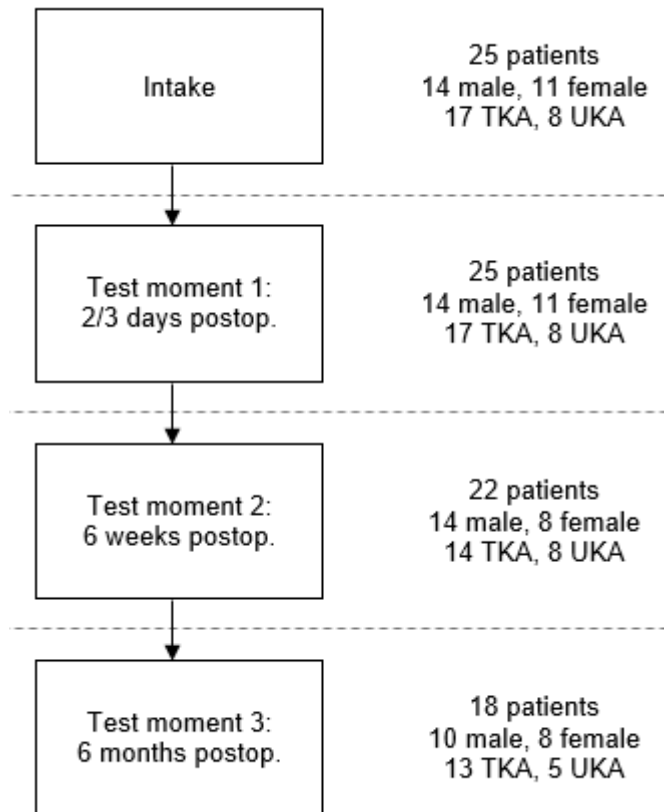 Intake
25 patients
14 male, 11 female
17 TKA, 8 UKA
Test moment 1:
2/3 days postop.
25 patients
14 male, 11 female
17 TKA, 8 UKA
Test moment 2:
6 weeks postop.
22 patients
14 male, 8 female
14 TKA, 8 UKA
Test moment 3:
6 months postop.
18 patients
10 male, 8 female
13 TKA, 5 UKA